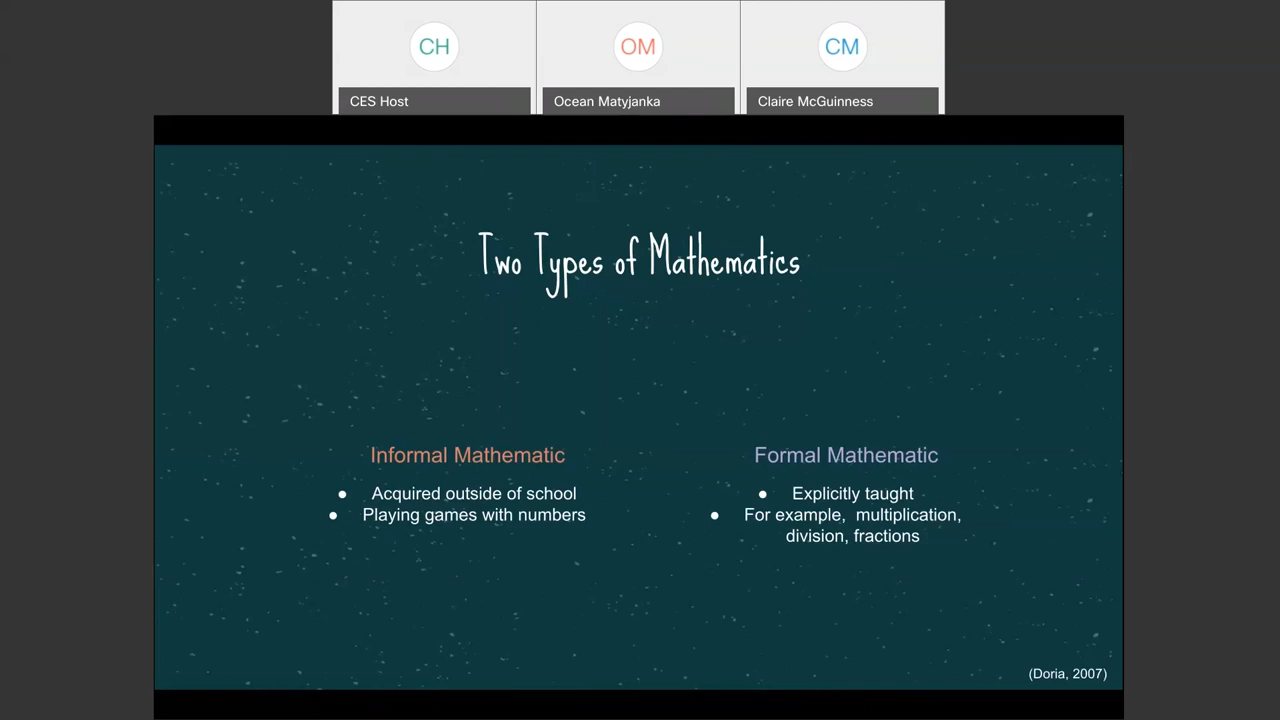 CH
OM
CM
CES Host
Ocean Matyjanka
Claire McGuinness
Two Types of Mathematics
Informal Mathematic
● Acquired outside of school
● Playing games with numbers
Formal Mathematic
● Explicitly taught
● For example, multiplication,
division, fractions
(Doria, 2007)